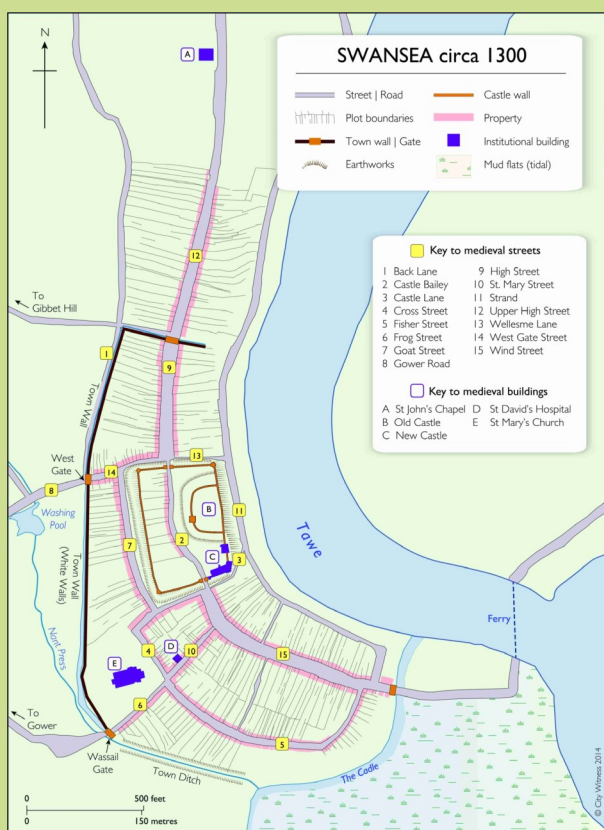 SWANSEA circa 1300
Street | Road
Plot boundaries
Town wall | Gate
Earthworks
Castle wall
Property
Institutional building
Mud flats (tidal)
Key to medieval streets
1 Back Lane
2 Castle Bailey
3 Castle Lane
4 Cross Street
5 Fisher Street
6 Frog Street
7 Goat Street
8 Gower Road
9 High Street
10 St. Mary Street
11 Strand
12 Upper High Street
13 Wellesme Lane
14 West Gate Street
15 Wind Street
Key to medieval buildings
A St John's Chapel
B Old Castle
C New Castle
D St David's Hospital
E St Mary's Church
N
A
12
To
Gibbet Hill
1
9
Town Wall
West
Gate
14
13
8
B
11
Washing
Pool
2
7
C
3
Town Wall
(White Walls)
Tawe
Nant Press
Ferry
4
D
10
15
E
6
5
To
Gower
Wassail
Gate
Town Ditch
The Cadle
0
500 feet
0
150 metres
© City Witness 2014